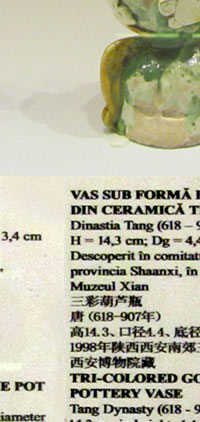 3,4 cm
E POT
diameter
VAS SUB FORMĂ
DIN CERAMICĂ
Dinastia Tang (618 –
H = 14,3 cm; Dg = 4,4
Descoperit în comitat
provincia Shaanxi, în
Muzeul Xian
三彩葫芦瓶
唐 (618-907年)
高14.3、口径4.4、底径
1998年陕西西安南郊
西安博物院藏
TRI-COLORED
POTTERY VASE
Tang Dynasty (618 - 9